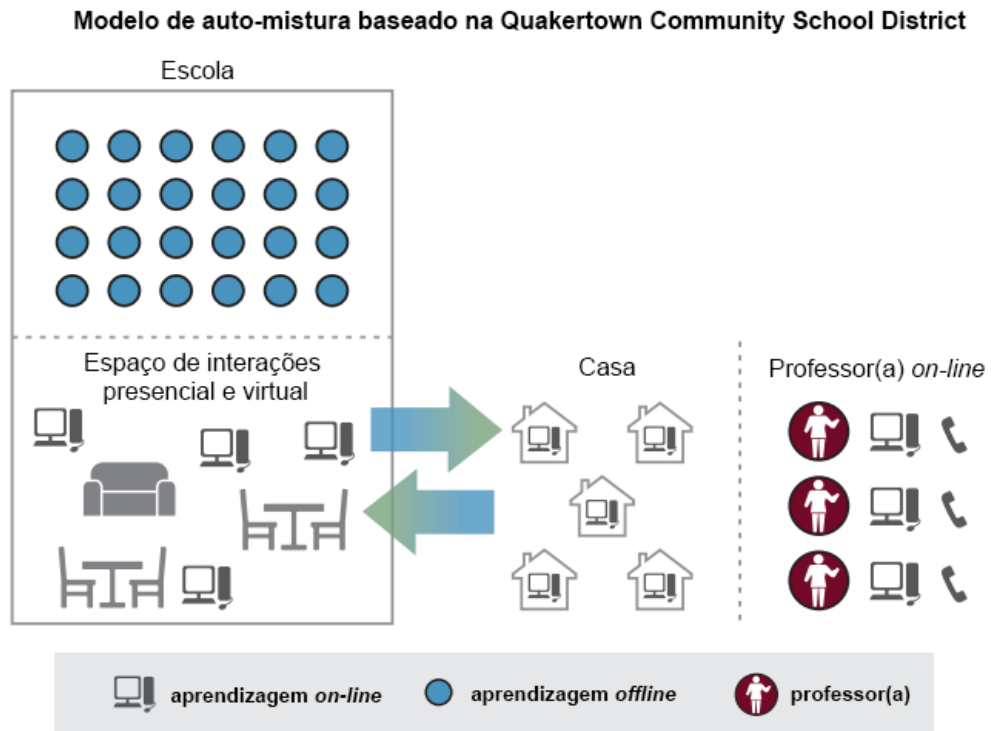 Modelo de auto-mistura baseado na Quakertown Community School District
Escola
Espaço de interações
presencial e virtual
Casa
Professor(a) on-line
aprendizagem on-line
aprendizagem offline
professor(a)